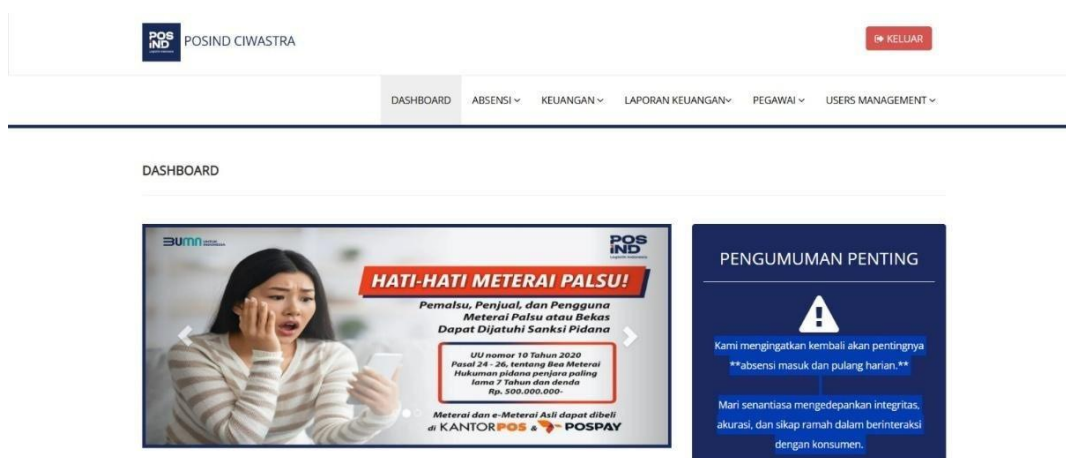 POS
IND
POSIND CIWASTRA
KELUAR
DASHBOARD
ABSENSI
KEUANGAN
LAPORAN KEUANGAN
PEGAWAI
USERS MANAGEMENT
DASHBOARD
BUMN
POS
IND
Logistik Indonesia
HATI-HATI METERAI PALSU!
Pemalsu, Penjual, dan Pengguna
Meterai Palsu atau Bekas
Dapat Dijatuhi Sanksi Pidana
UU nomor 10 Tahun 2020
Pasal 24 - 26, tentang Bea Meterai
Hukuman pidana penjara paling
lama 7 Tahun dan denda
Rp. 500.000.000-
Meterai dan e-Meterai Asli dapat dibeli
di KANTORPOS & POSPAY
PENGUMUMAN PENTING
Kami mengingatkan kembali akan pentingnya
**absensi masuk dan pulang harian.**
Mari senantiasa mengedepankan integritas,
akurasi, dan sikap ramah dalam berinteraksi
dengan konsumen.